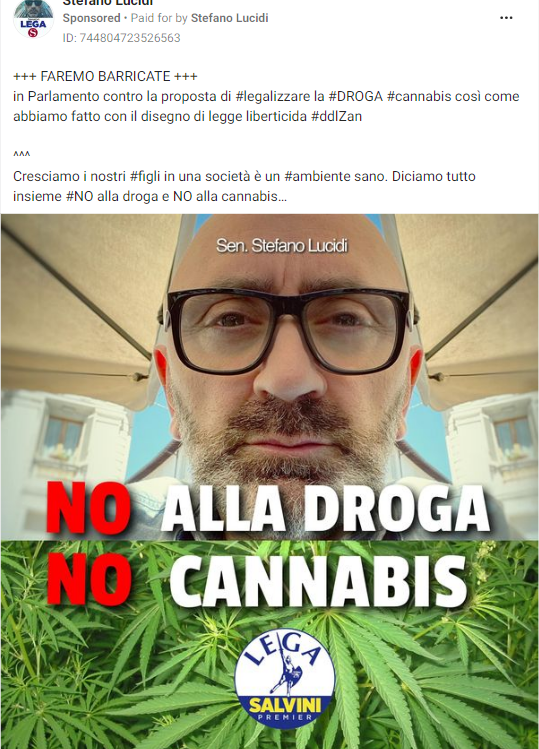 Stefano Lucidi
Sponsored • Paid for by Stefano Lucidi
ID: 744804723526563
+++ FAREMO BARRICATE +++
in Parlamento contro la proposta di #legalizzare la #DROGA #cannabis così come
abbiamo fatto con il disegno di legge liberticida #ddlZan
^^^
Cresciamo i nostri #figli in una società è un #ambiente sano. Diciamo tutto
insieme #NO alla droga e NO alla cannabis...
Sen. Stefano Lucidi
NO ALLA DROGA
NO CANNABIS
LEGA
SALVINI
PREMIER
LEGA
S